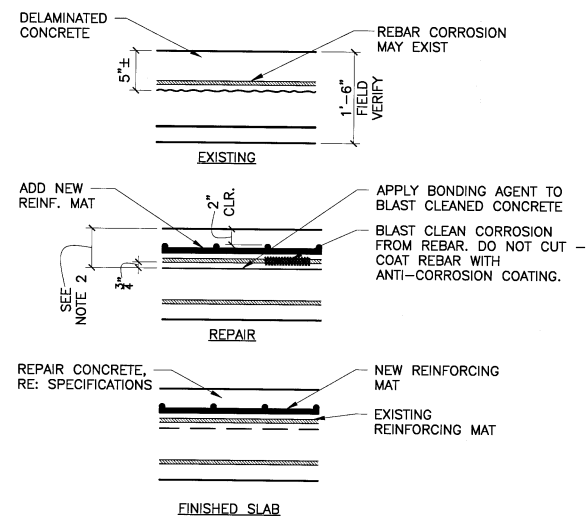 DELAMINATED
CONCRETE
REBAR CORROSION
MAY EXIST
5"±
1'-6"
FIELD
VERIFY
EXISTING
ADD NEW
REINF. MAT
2"
CLR.
APPLY BONDING AGENT TO
BLAST CLEANED CONCRETE
BLAST CLEAN CORROSION
FROM REBAR. DO NOT CUT -
COAT REBAR WITH
ANTI-CORROSION COATING.
SEE
NOTE 2
3/4"
REPAIR
REPAIR CONCRETE,
RE: SPECIFICATIONS
NEW REINFORCING
MAT
EXISTING
REINFORCING MAT
FINISHED SLAB